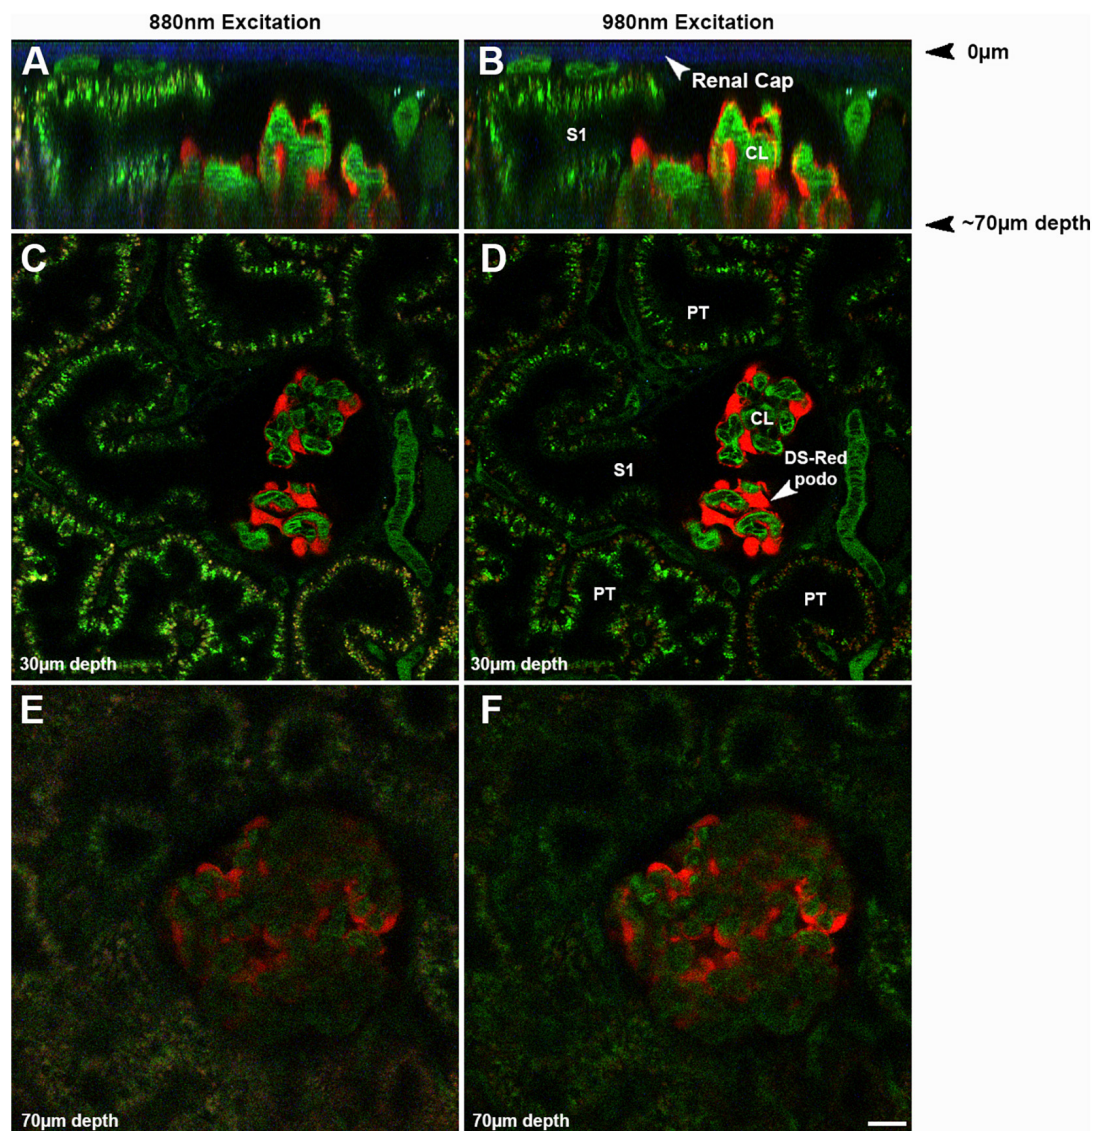 880nm Excitation
980nm Excitation
A
B
0µm
Renal Cap
S1
CL
~70µm depth
C
D
PT
CL
DS-Red
podo
S1
PT
PT
30µm depth
30µm depth
E
F
70µm depth
70µm depth